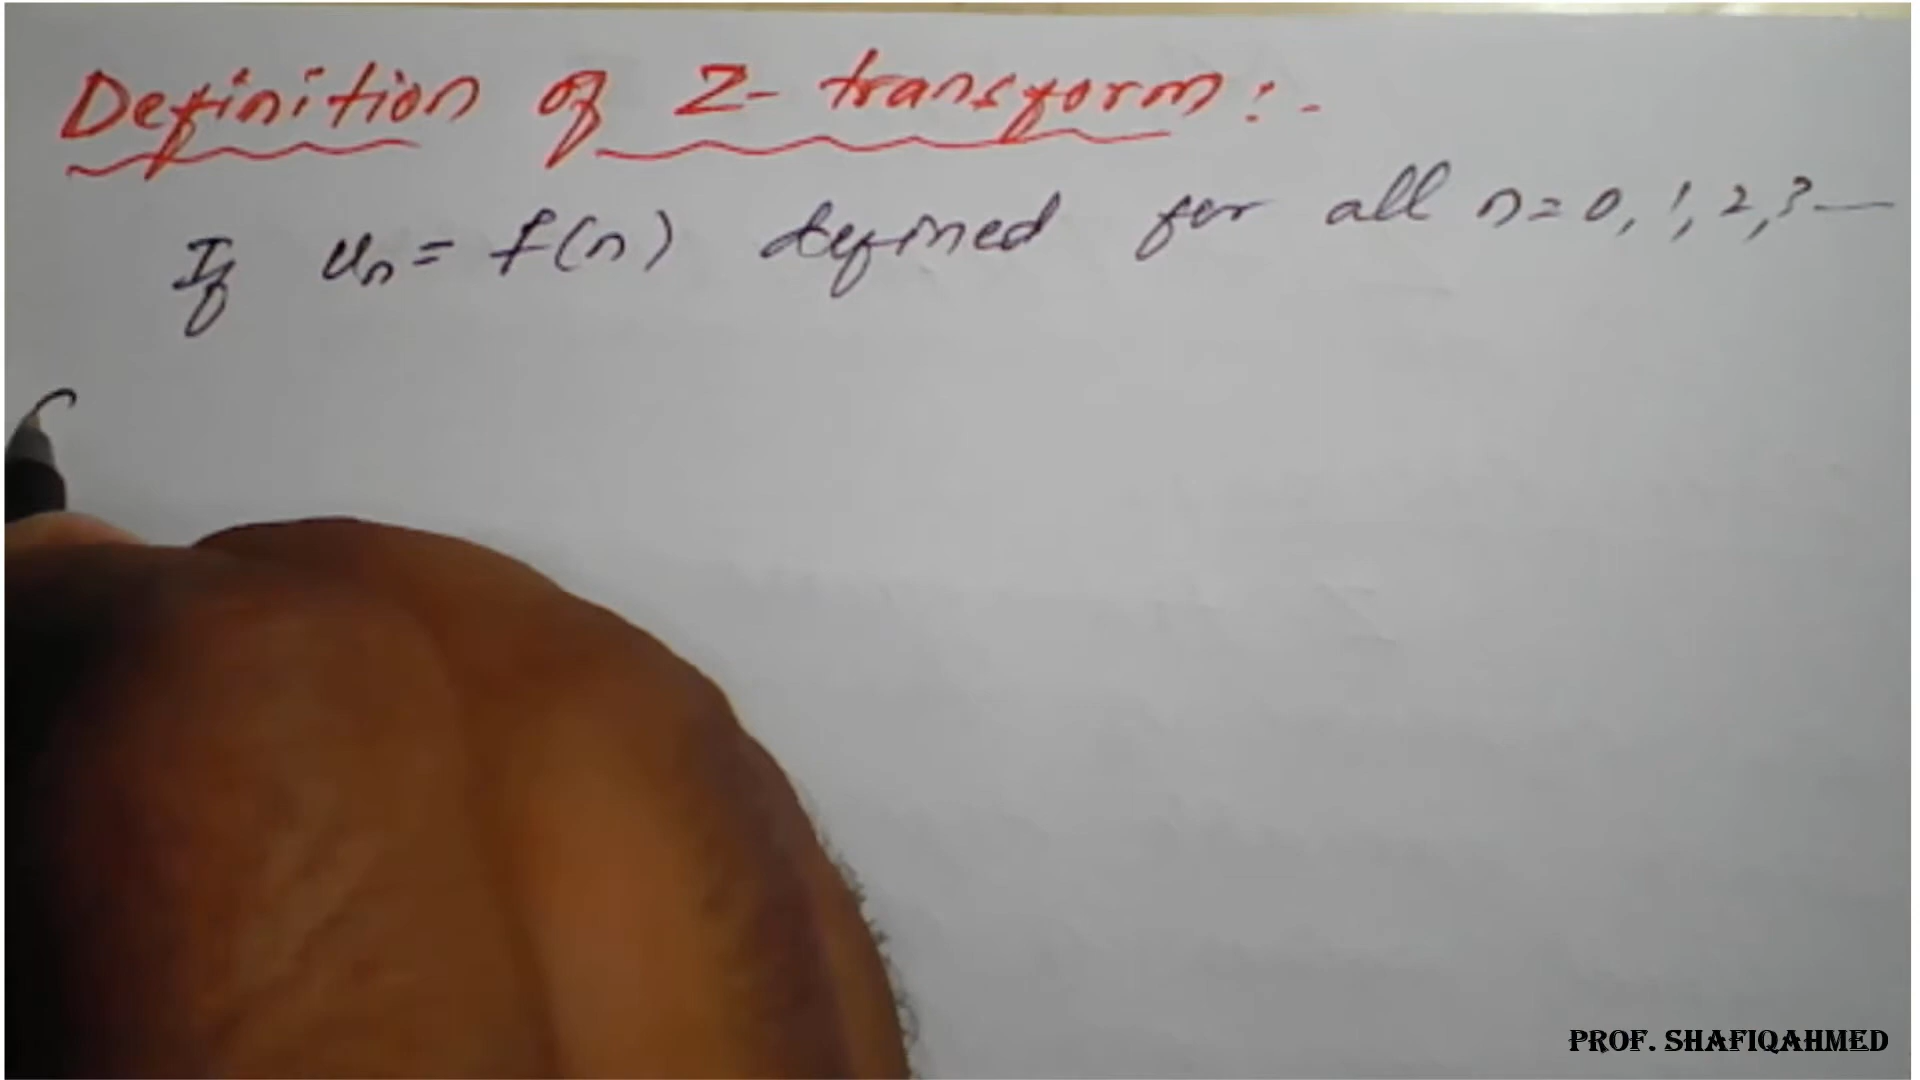 Definition of Z- transform:-
If un = f(n) defined for all n=0, 1, 2, 3 —
PROF. SHAFIQAHMED